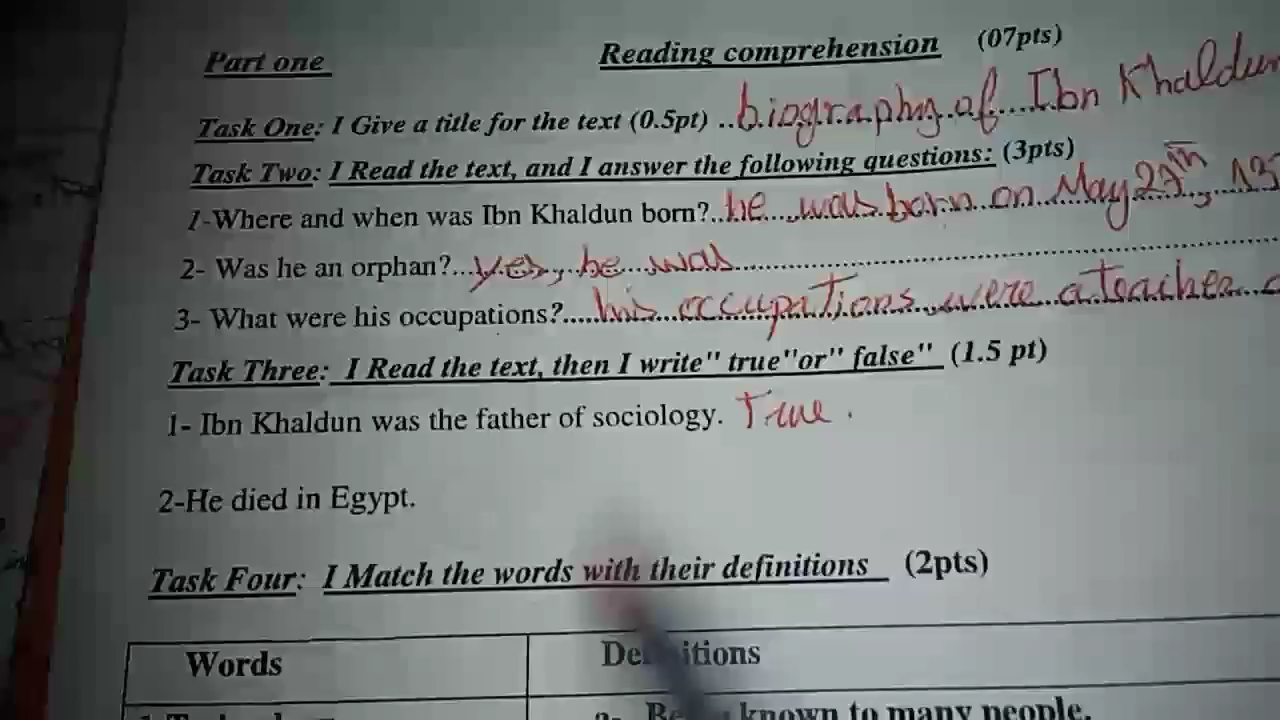 Part one Reading comprehension (07pts)
Task One: I Give a title for the text (0.5pt) ..biography of Ibn Khaldun
Task Two: I Read the text, and I answer the following questions: (3pts)
1-Where and when was Ibn Khaldun born?..he was born on May 27th, 13
2- Was he an orphan?...yes, he was
3- What were his occupations?.....his occupations were a teacher
Task Three: I Read the text, then I write" true"or" false" (1.5 pt)
1- Ibn Khaldun was the father of sociology. True.
2-He died in Egypt.
Task Four: I Match the words with their definitions (2pts)
Words Definitions
known to many people.